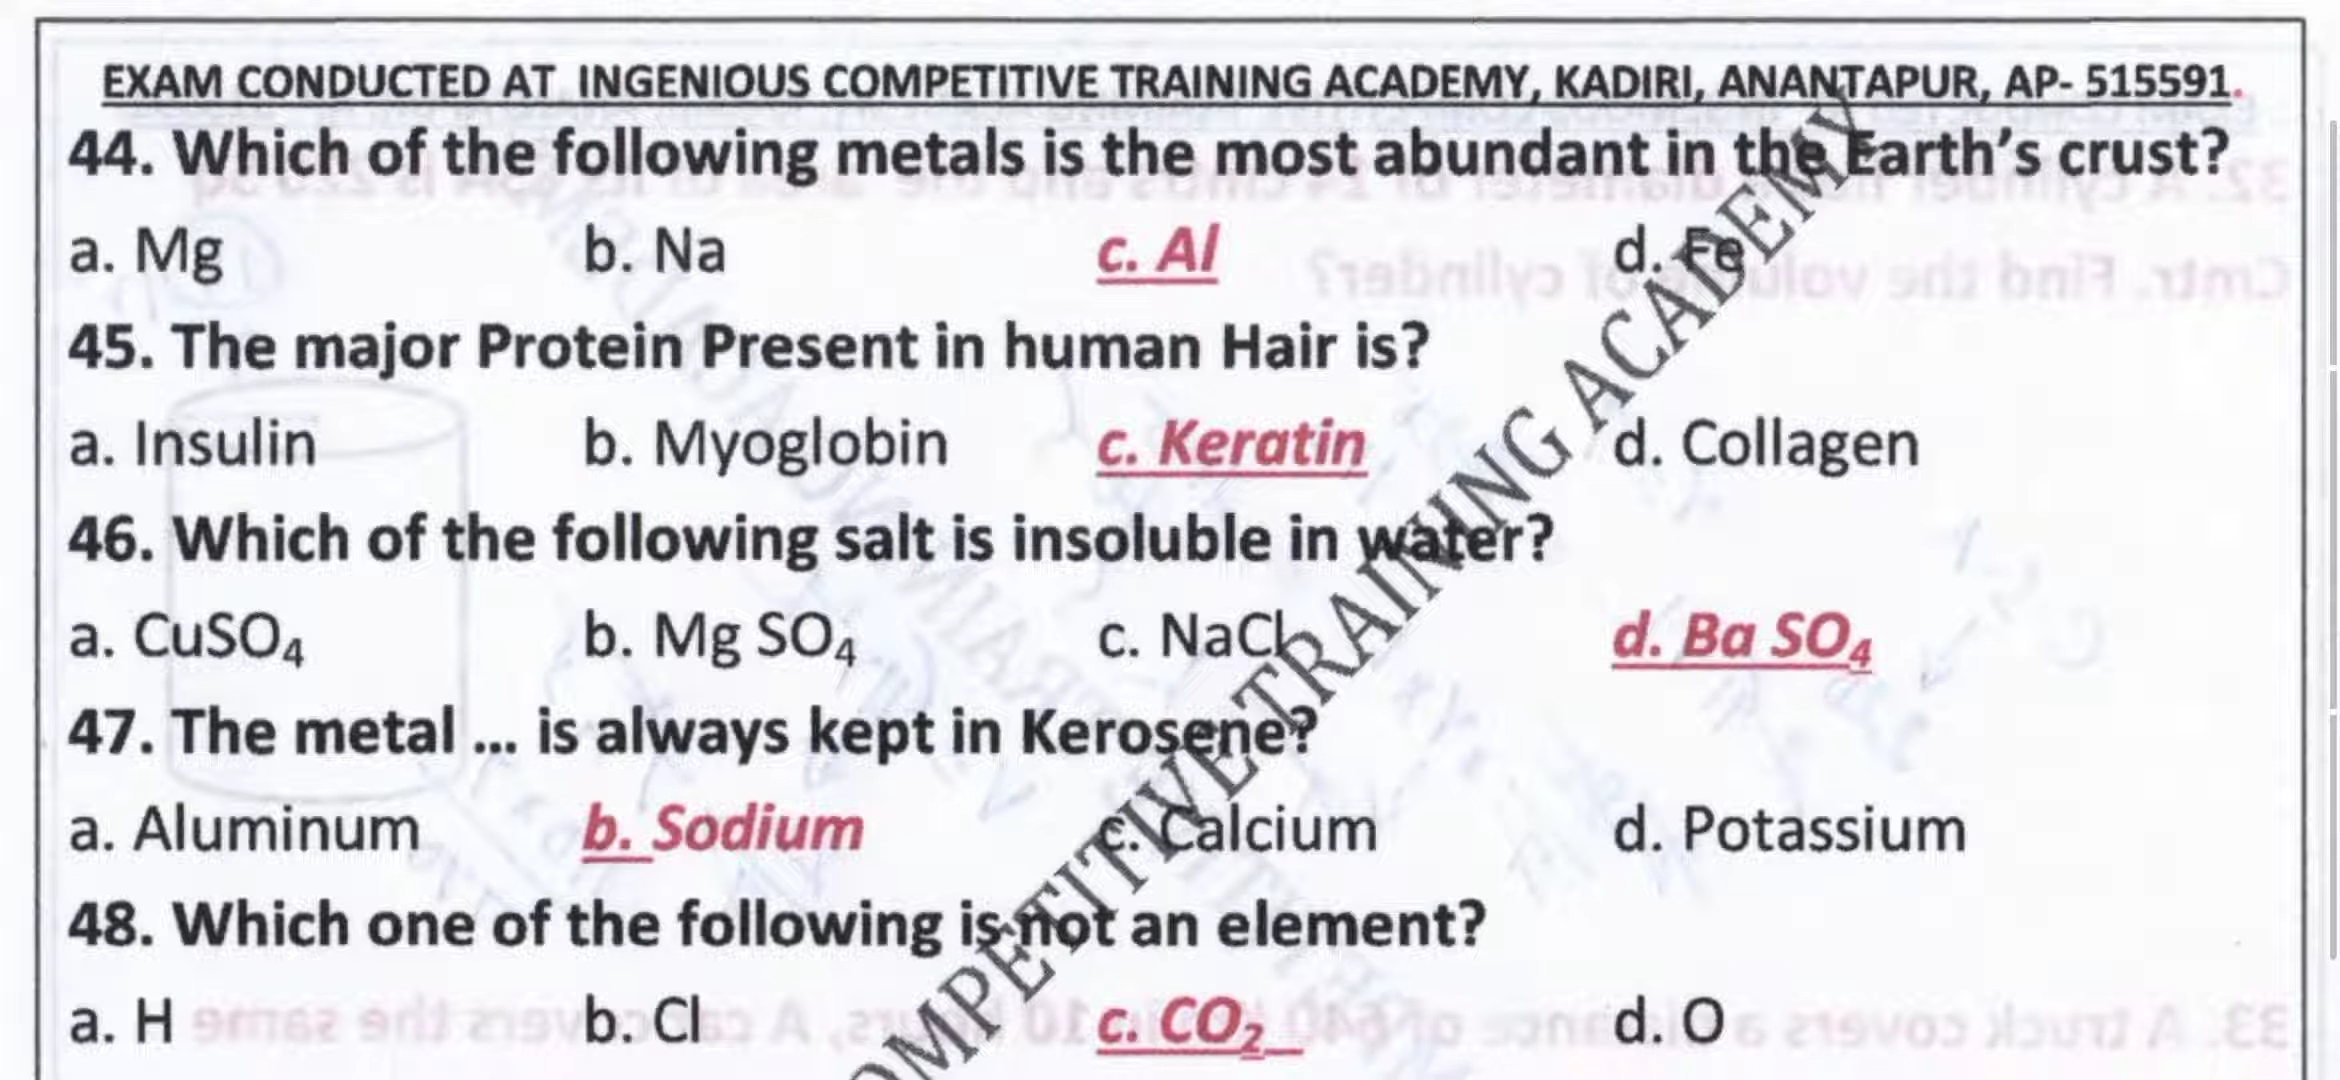 EXAM CONDUCTED AT INGENIOUS COMPETITIVE TRAINING ACADEMY, KADIRI, ANANTAPUR, AP- 515591.
44. Which of the following metals is the most abundant in the Earth’s crust?
a. Mg b. Na c. Al d. Fe
45. The major Protein Present in human Hair is?
a. Insulin b. Myoglobin c. Keratin d. Collagen
46. Which of the following salt is insoluble in water?
a. CuSO₄ b. Mg SO₄ c. NaCl d. Ba SO₄
47. The metal ... is always kept in Kerosene?
a. Aluminum b. Sodium c. Calcium d. Potassium
48. Which one of the following is not an element?
a. H b. Cl c. CO₂ d. O
TRAINING ACADEMY